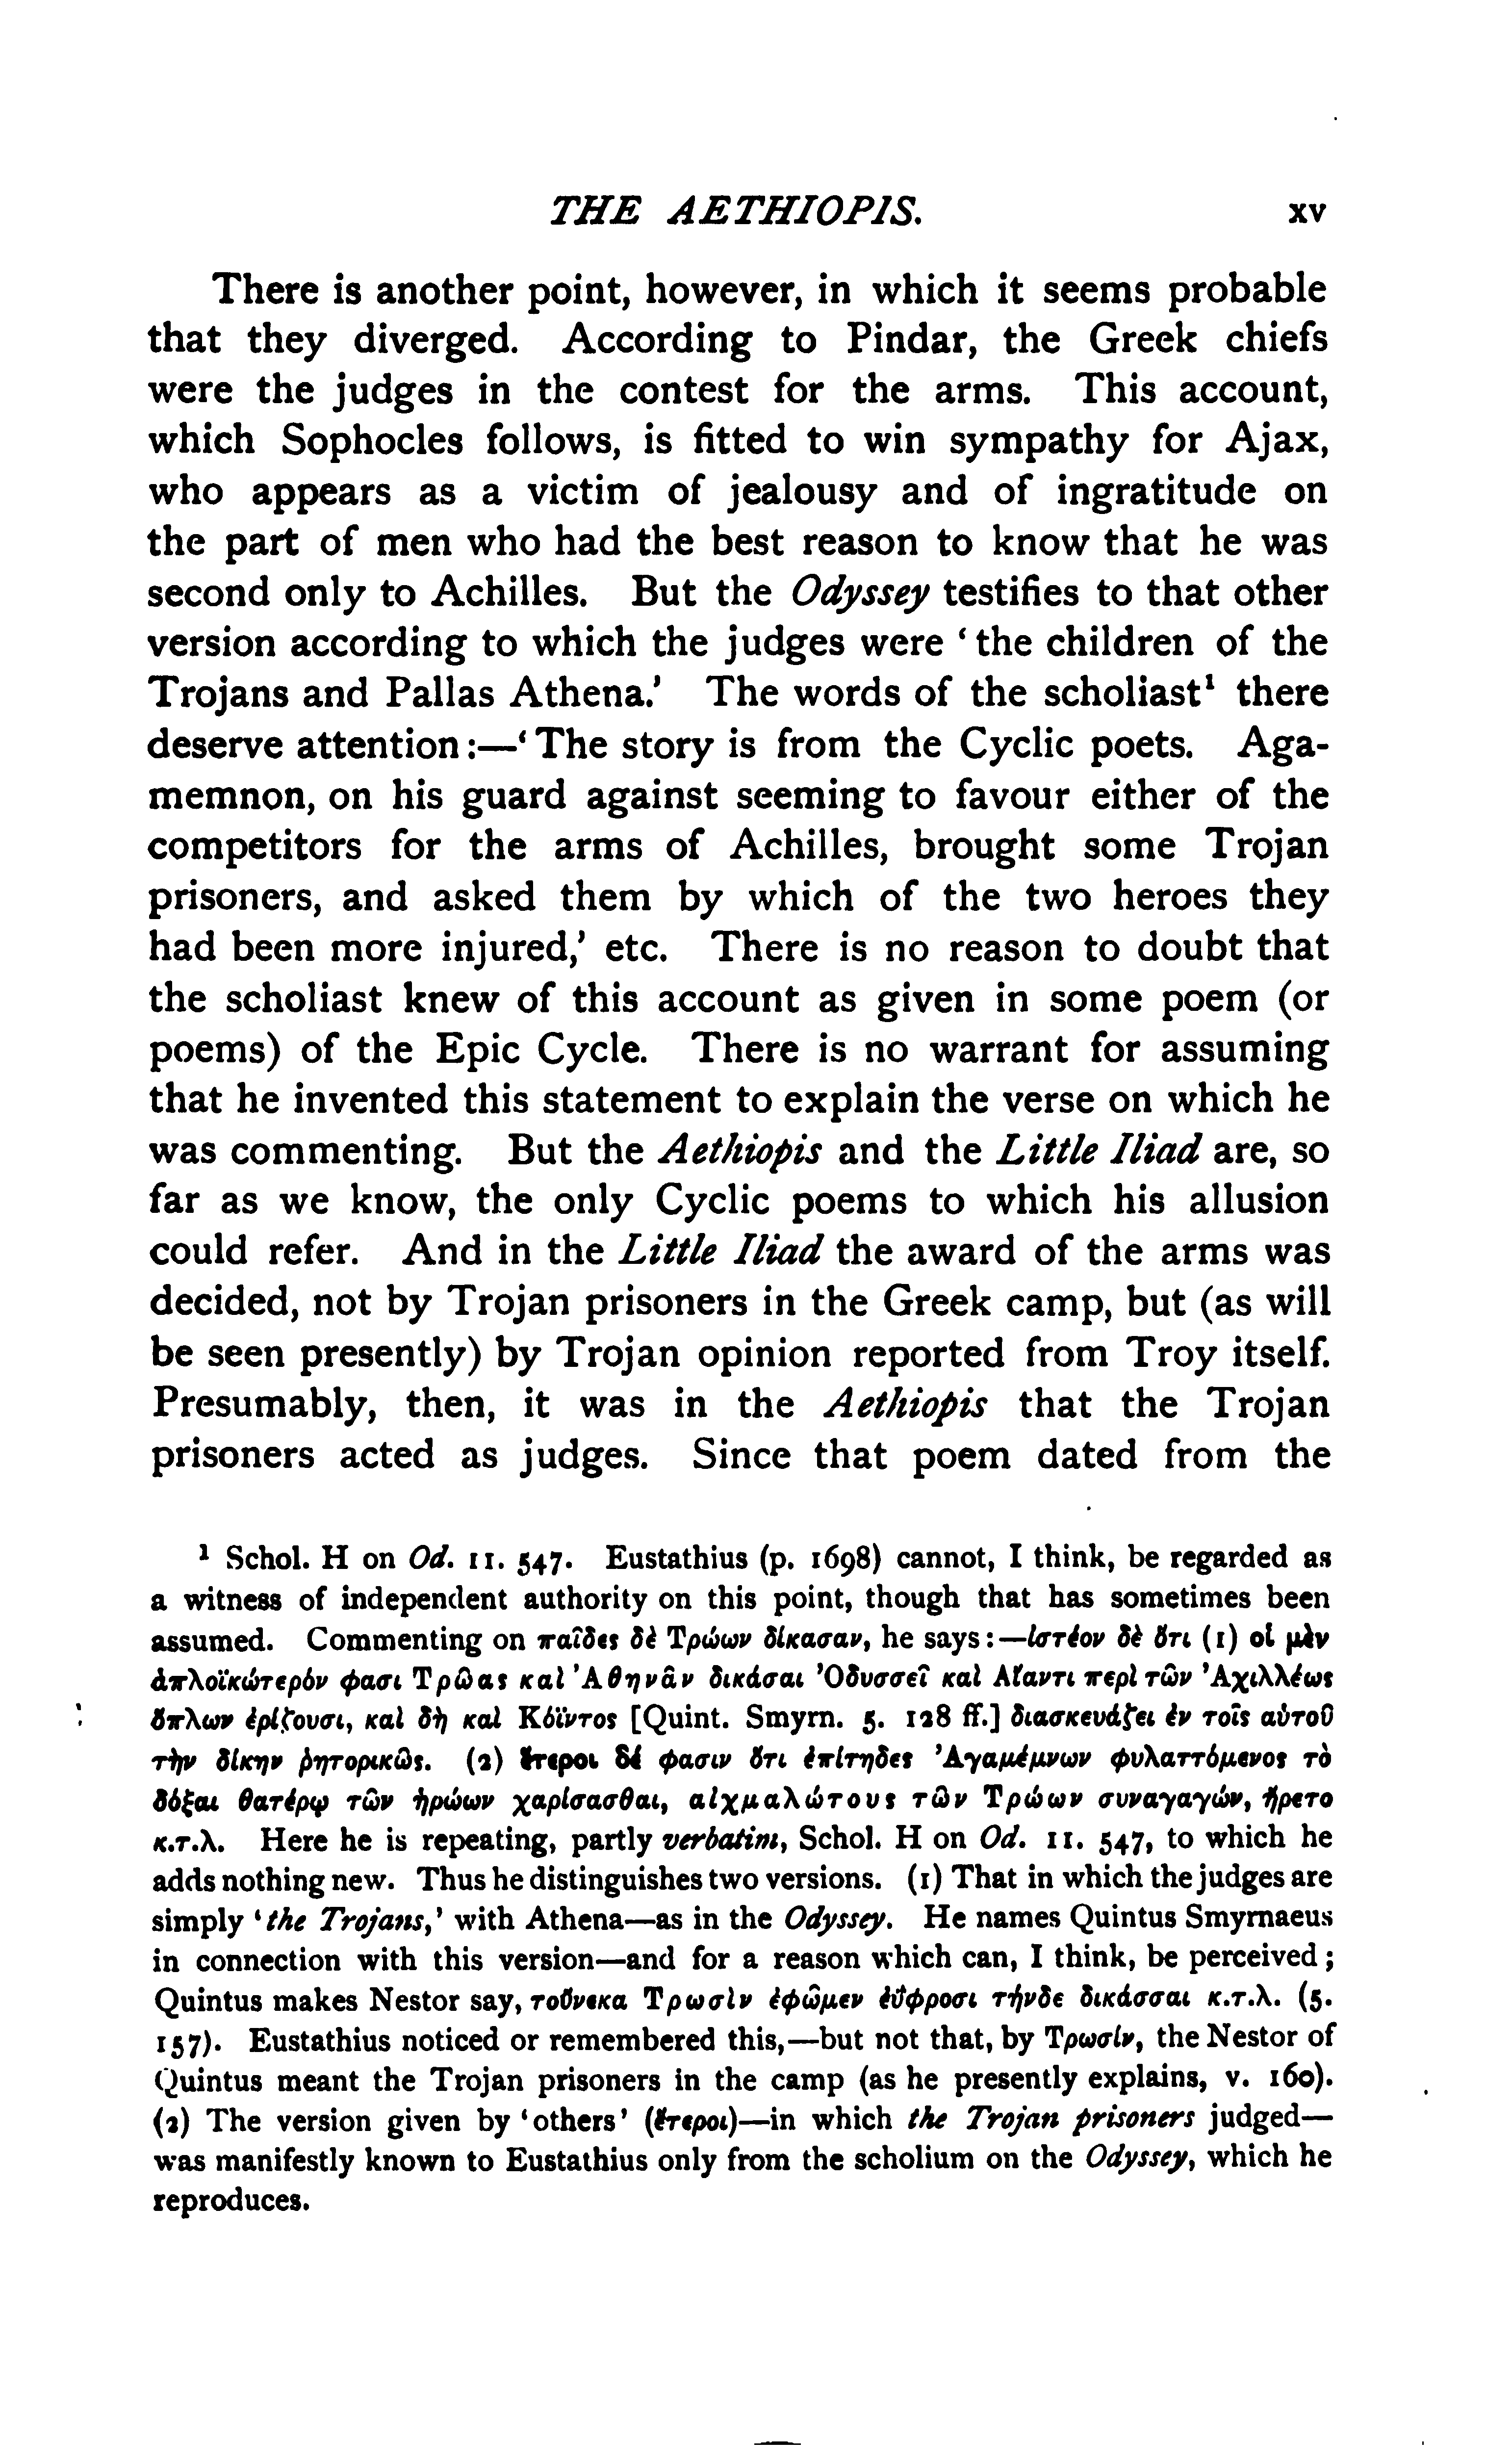 THE AETHIOPIS. xv
There is another point, however, in which it seems probable
that they diverged. According to Pindar, the Greek chiefs
were the judges in the contest for the arms. This account,
which Sophocles follows, is fitted to win sympathy for Ajax,
who appears as a victim of jealousy and of ingratitude on
the part of men who had the best reason to know that he was
second only to Achilles. But the Odyssey testifies to that other
version according to which the judges were ‘the children of the
Trojans and Pallas Athena.’ The words of the scholiast¹ there
deserve attention:—‘The story is from the Cyclic poets. Aga-
memnon, on his guard against seeming to favour either of the
competitors for the arms of Achilles, brought some Trojan
prisoners, and asked them by which of the two heroes they
had been more injured,’ etc. There is no reason to doubt that
the scholiast knew of this account as given in some poem (or
poems) of the Epic Cycle. There is no warrant for assuming
that he invented this statement to explain the verse on which he
was commenting. But the Aethiopis and the Little Iliad are, so
far as we know, the only Cyclic poems to which his allusion
could refer. And in the Little Iliad the award of the arms was
decided, not by Trojan prisoners in the Greek camp, but (as will
be seen presently) by Trojan opinion reported from Troy itself.
Presumably, then, it was in the Aethiopis that the Trojan
prisoners acted as judges. Since that poem dated from the
¹ Schol. H on Od. 11. 547. Eustathius (p. 1698) cannot, I think, be regarded as
a witness of independent authority on this point, though that has sometimes been
assumed. Commenting on παῖδες δὲ Τρώων δίκασαν, he says:—ἰστέον δὲ ὅτι (1) οἱ μὲν
ἁπλοϊκώτερόν φασι Τρῶας καὶ Ἀθηνᾶν δικάσαι Ὀδυσσεῖ καὶ Αἴαντι περὶ τῶν Ἀχιλλέως
ὅπλων ἐρίζουσι, καὶ δὴ καὶ Κόϊντος [Quint. Smyrn. 5. 128 ff.] διασκευάζει ἐν τοῖς αὐτοῦ
τὴν δίκην ῥητορικῶς. (2) ἕτεροι δέ φασιν ὅτι ἐπίτηδες Ἀγαμέμνων φυλαττόμενος τὸ
δόξαι θατέρῳ τῶν ἡρώων χαρίσασθαι, αἰχμαλώτους τῶν Τρώων συναγαγών, ἤρετο
κ.τ.λ. Here he is repeating, partly verbatim, Schol. H on Od. 11. 547, to which he
adds nothing new. Thus he distinguishes two versions. (1) That in which the judges are
simply ‘the Trojans,’ with Athena—as in the Odyssey. He names Quintus Smyrnaeus
in connection with this version—and for a reason which can, I think, be perceived;
Quintus makes Nestor say, τοὔνεκα Τρωσὶν ἐφῶμεν ἐΰφροσι τήνδε δικάσσαι κ.τ.λ. (5.
157). Eustathius noticed or remembered this,—but not that, by Τρωσίν, the Nestor of
Quintus meant the Trojan prisoners in the camp (as he presently explains, v. 160).
(2) The version given by ‘others’ (ἕτεροι)—in which the Trojan prisoners judged—
was manifestly known to Eustathius only from the scholium on the Odyssey, which he
reproduces.